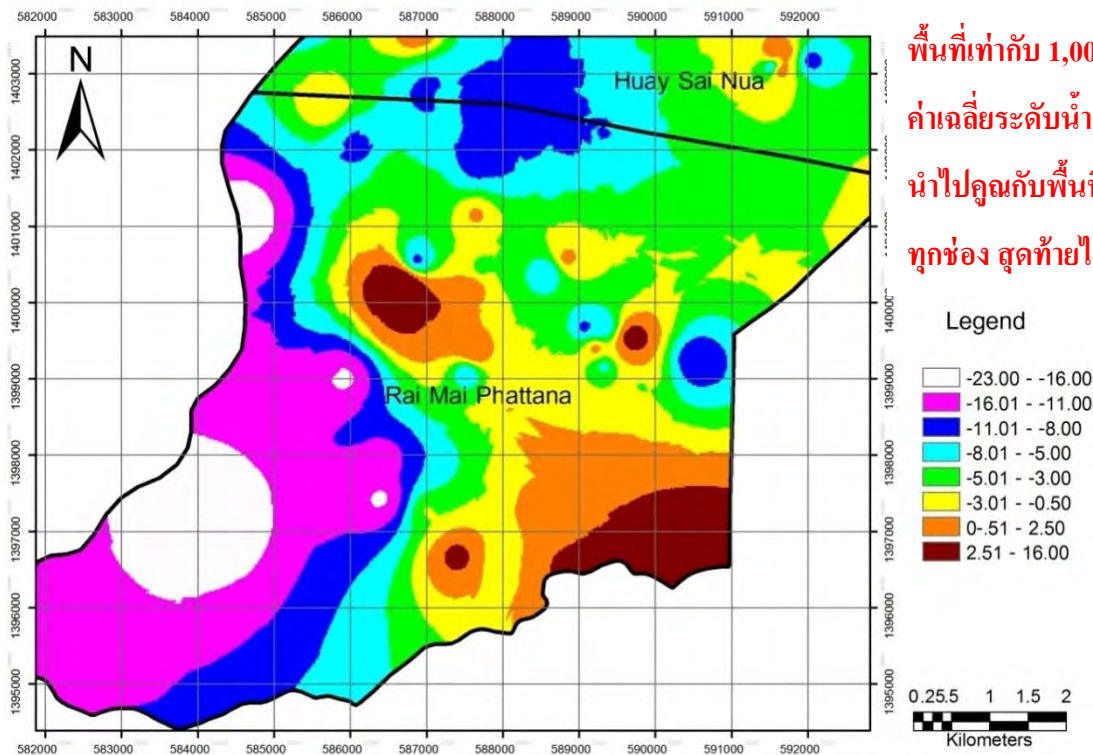 582000 583000 584000 585000 586000 587000 588000 589000 590000 591000 592000
N
Huay Sai Nua
Rai Mai Phattana
1403000
1402000
1401000
1400000
1399000
1398000
1397000
1396000
1395000
582000 583000 584000 585000 586000 587000 588000 589000 590000 591000 592000
1402000
1399000
1398000
1397000
1396000
1395000
พื้นที่เท่ากับ 1,00
ค่าเฉลี่ยระดับน้ำ
นำไปคูณกับพื้นที่
ทุกช่อง สุดท้ายไ
Legend
-23.00 - -16.00
-16.01 - -11.00
-11.01 - -8.00
-8.01 - -5.00
-5.01 - -3.00
-3.01 - -0.50
0-.51 - 2.50
2.51 - 16.00
0.25.5 1 1.5 2
Kilometers